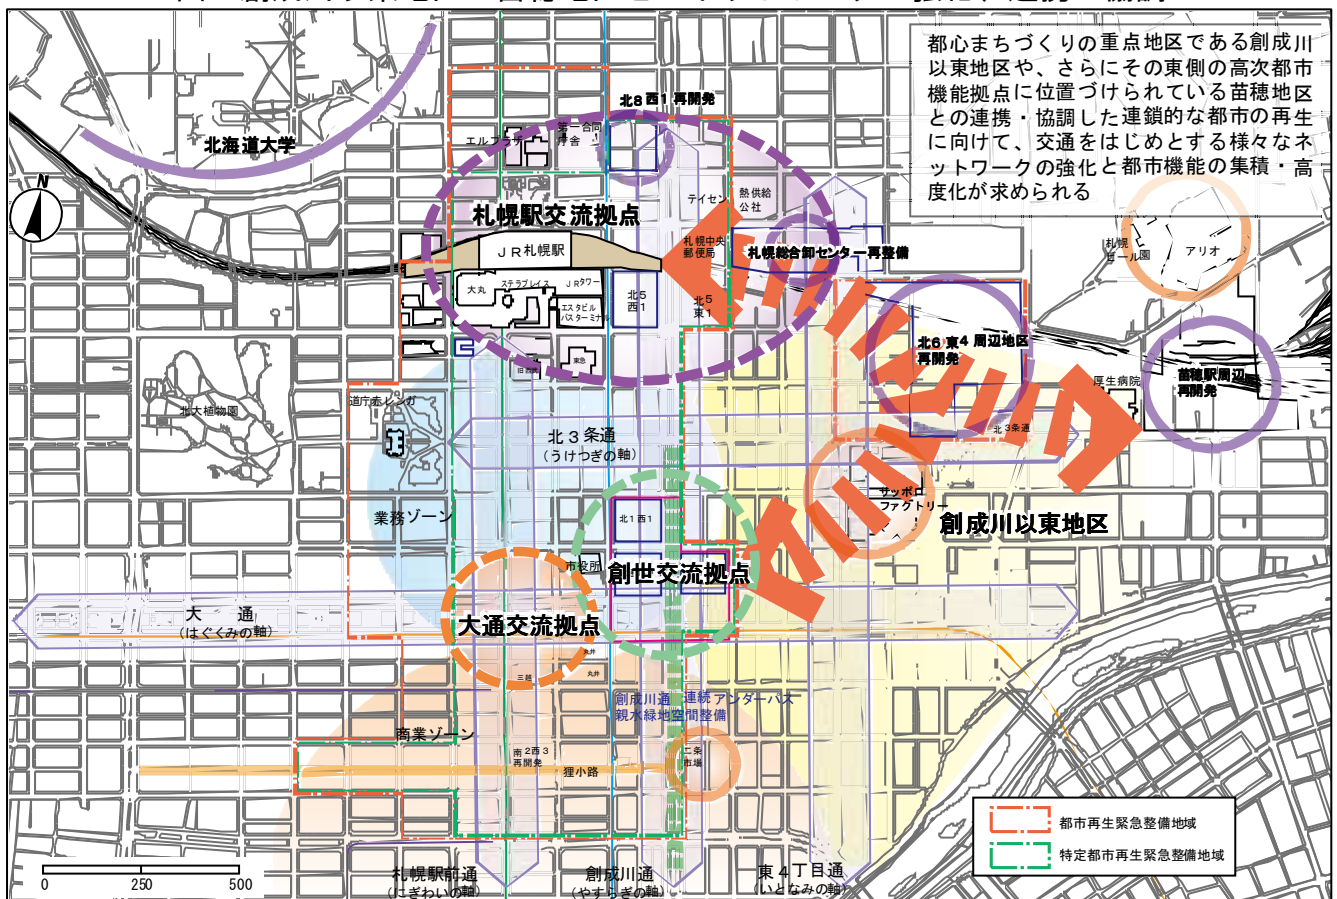 都心まちづくりの重点地区である創成川
以東地区や、さらにその東側の高次都市
機能拠点に位置づけられている苗穂地区
との連携・協調した連鎖的な都市の再生
に向けて、交通をはじめとする様々なネ
ットワークの強化と都市機能の集積・高
度化が求められる
北8西1再開発
北海道大学
エルプラザ
第一合同
庁舎
N
テイセン
熱供給
公社
札幌駅交流拠点
JR札幌駅
札幌中央
郵便局
札幌総合卸センター再整備
札幌
ビール園
アリオ
大丸
ステラプレイス
JRタワー
エスタビル
バスターミナル
北5
西1
北5
東1
東急
北6東4周辺地区
再開発
厚生病院
苗穂駅周辺
再開発
北大植物園
道庁赤レンガ
北3条通
(うけつぎの軸)
北3条通
サッポロ
ファクトリー
業務ゾーン
北1西1
創成川以東地区
市役所
創世交流拠点
大通
(はぐくみの軸)
大通交流拠点
丸井
三越
丸井
創成川通 連続アンダーパス
親水緑地空間整備
商業ゾーン
南2西3
再開発
狸小路
二条
市場
都市再生緊急整備地域
特定都市再生緊急整備地域
0 250 500
札幌駅前通
(にぎわいの軸)
創成川通
(やすらぎの軸)
東4丁目通
(いとなみの軸)